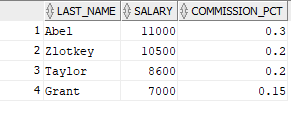 LAST_NAME SALARY COMMISSION_PCT
1 Abel 11000 0.3
2 Zlotkey 10500 0.2
3 Taylor 8600 0.2
4 Grant 7000 0.15